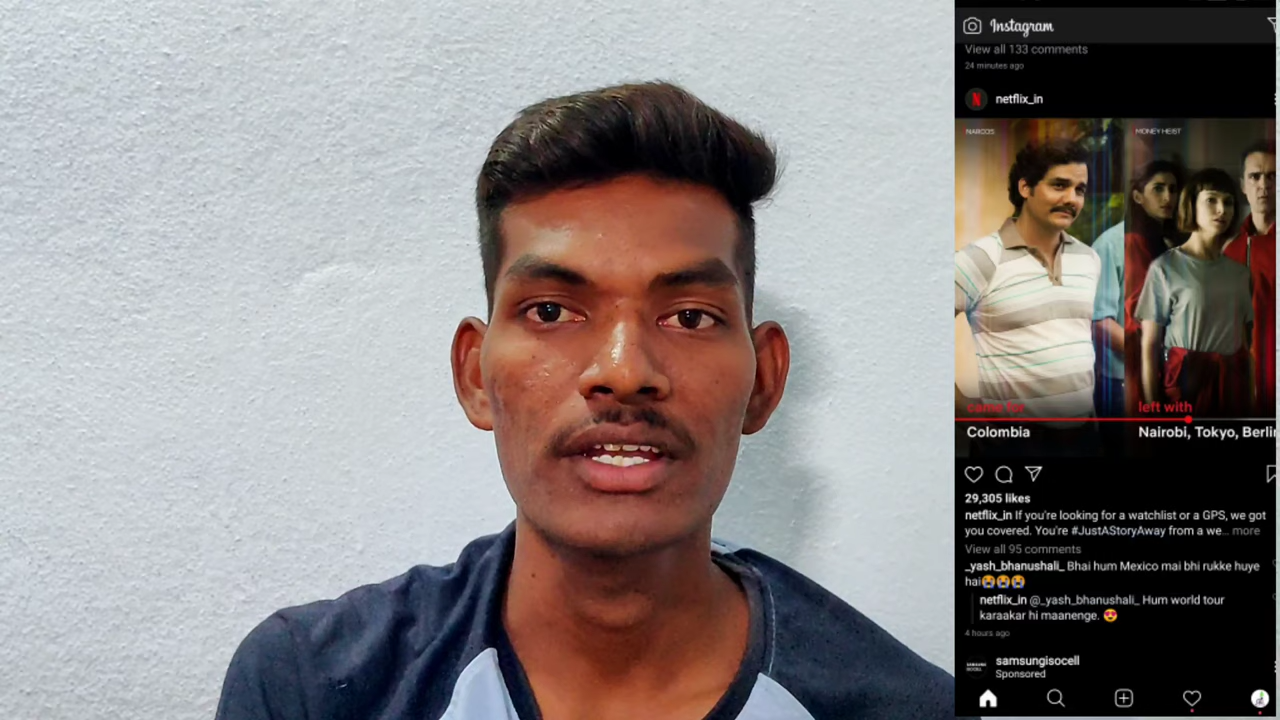 Instagram
View all 133 comments
24 minutes ago
netflix_in
NARCOS
MONEY HEIST
came for
left with
Colombia
Nairobi, Tokyo, Berlin
29,305 likes
netflix_in If you're looking for a watchlist or a GPS, we got
you covered. You're #JustAStoryAway from a we... more
View all 95 comments
_yash_bhanushali_ Bhai hum Mexico mai bhi rukke huye
hai😭😭😭
netflix_in @_yash_bhanushali_ Hum world tour
karaakar hi maanenge. 😍
4 hours ago
samsungisocell
Sponsored